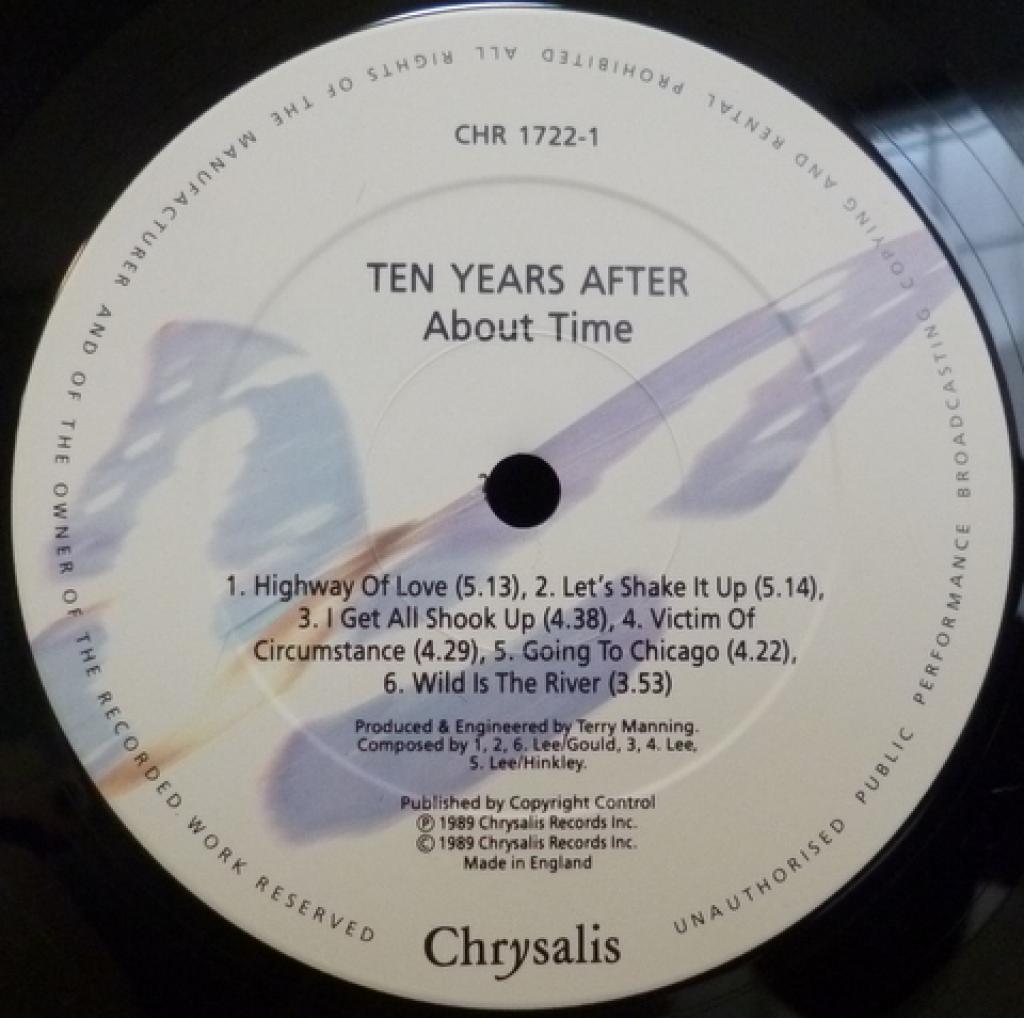 ALL RIGHTS OF THE MANUFACTURER AND OF THE OWNER OF THE RECORDED. WORK RESERVED
UNAUTHORISED PUBLIC PERFORMANCE BROADCASTING COPYING AND RENTAL PROHIBITED
CHR 1722-1
TEN YEARS AFTER
About Time
1. Highway Of Love (5.13), 2. Let's Shake It Up (5.14),
3. I Get All Shook Up (4.38), 4. Victim Of
Circumstance (4.29), 5. Going To Chicago (4.22),
6. Wild Is The River (3.53)
Produced & Engineered by Terry Manning.
Composed by 1, 2, 6. Lee/Gould, 3, 4. Lee,
5. Lee/Hinkley.
Published by Copyright Control
Ⓟ 1989 Chrysalis Records Inc.
© 1989 Chrysalis Records Inc.
Made in England
Chrysalis